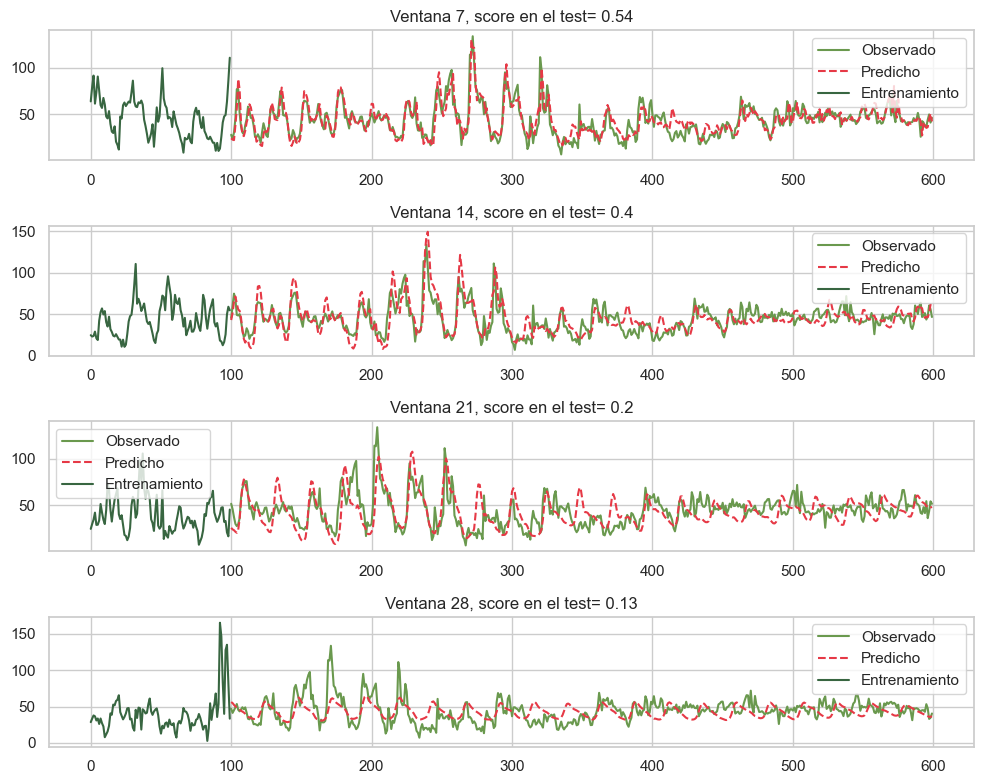 Ventana 7, score en el test= 0.54
100
50
Observado
Predicho
Entrenamiento
0 100 200 300 400 500 600
Ventana 14, score en el test= 0.4
150
100
50
0
Observado
Predicho
Entrenamiento
0 100 200 300 400 500 600
Ventana 21, score en el test= 0.2
100
50
Observado
Predicho
Entrenamiento
0 100 200 300 400 500 600
Ventana 28, score en el test= 0.13
150
100
50
0
Observado
Predicho
Entrenamiento
0 100 200 300 400 500 600